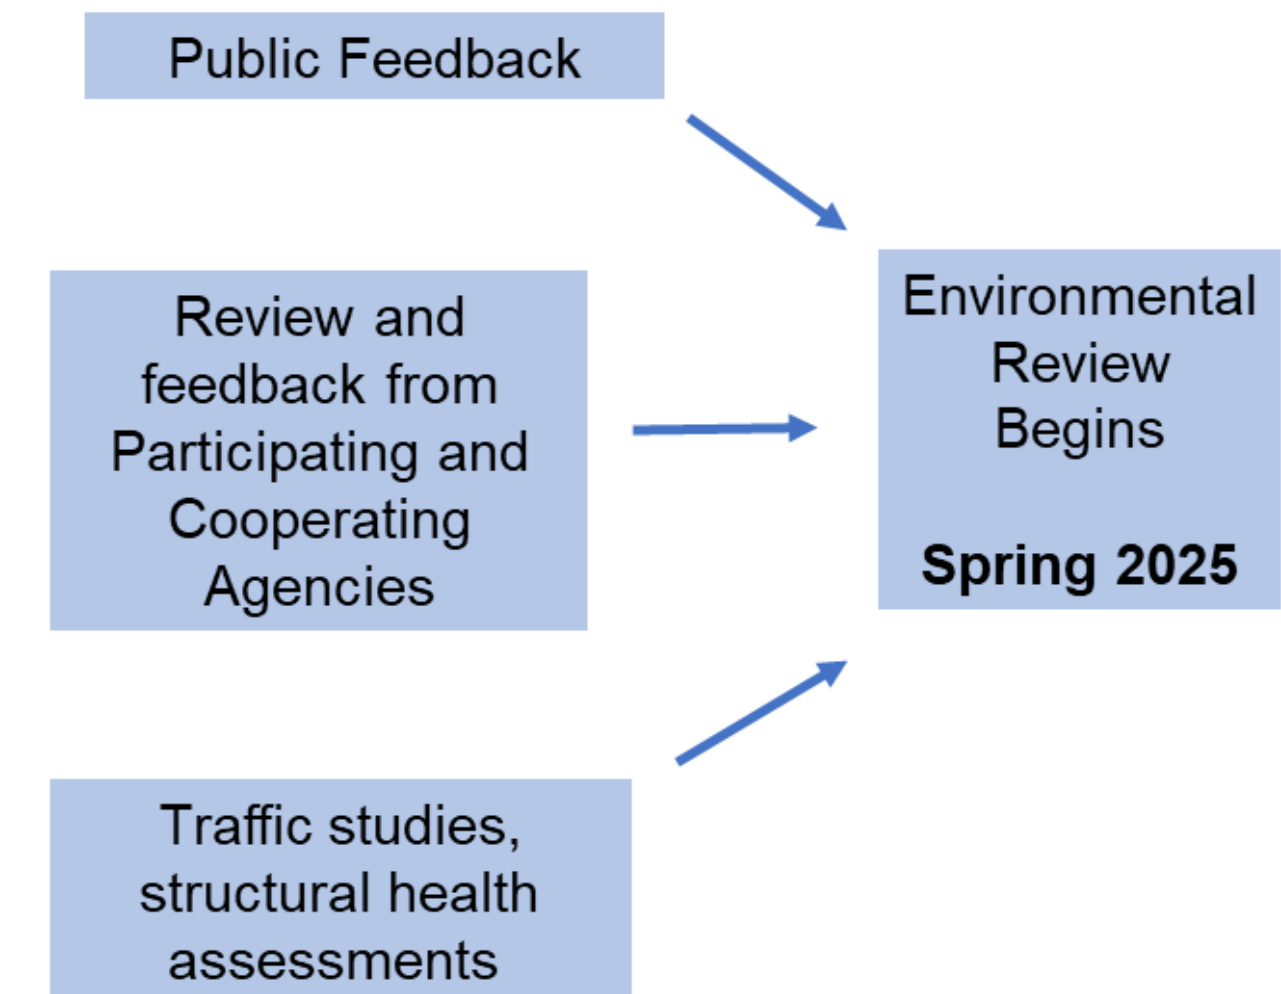 Public Feedback
Review and
feedback from
Participating and
Cooperating
Agencies
Environmental
Review
Begins
Spring 2025
Traffic studies,
structural health
assessments